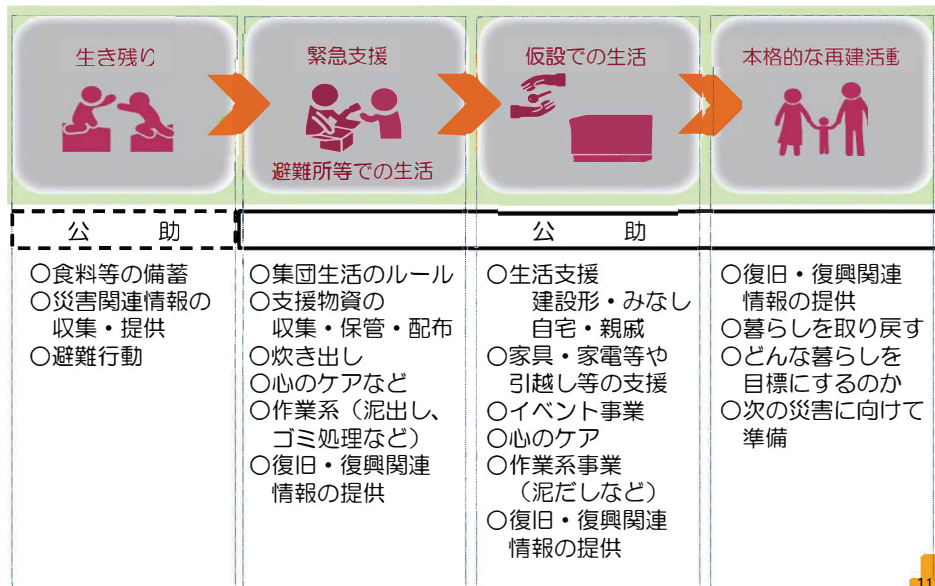 生き残り
緊急支援
避難所等での生活
仮設での生活
本格的な再建活動
公　助
公　助
○食料等の備蓄
○災害関連情報の
収集・提供
○避難行動
○集団生活のルール
○支援物資の
収集・保管・配布
○炊き出し
○心のケアなど
○作業系（泥出し、
ゴミ処理など）
○復旧・復興関連
情報の提供
○生活支援
建設形・みなし
自宅・親戚
○家具・家電等や
引越し等の支援
○イベント事業
○心のケア
○作業系事業
（泥だしなど）
○復旧・復興関連
情報の提供
○復旧・復興関連
情報の提供
○暮らしを取り戻す
○どんな暮らしを
目標にするのか
○次の災害に向けて
準備
11